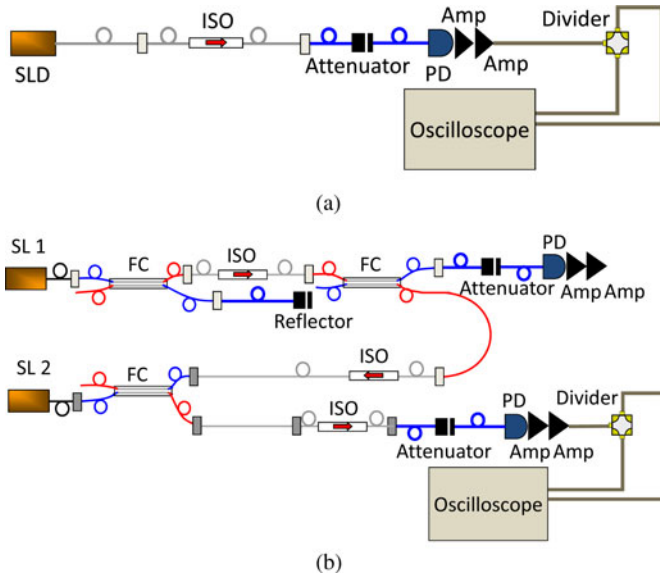 ISO
Amp
Divider
SLD
Attenuator
PD
Amp
Oscilloscope
(a)
SL 1
FC
ISO
FC
PD
Attenuator
Amp Amp
Reflector
SL 2
FC
ISO
ISO
PD
Divider
Attenuator
Amp Amp
Oscilloscope
(b)